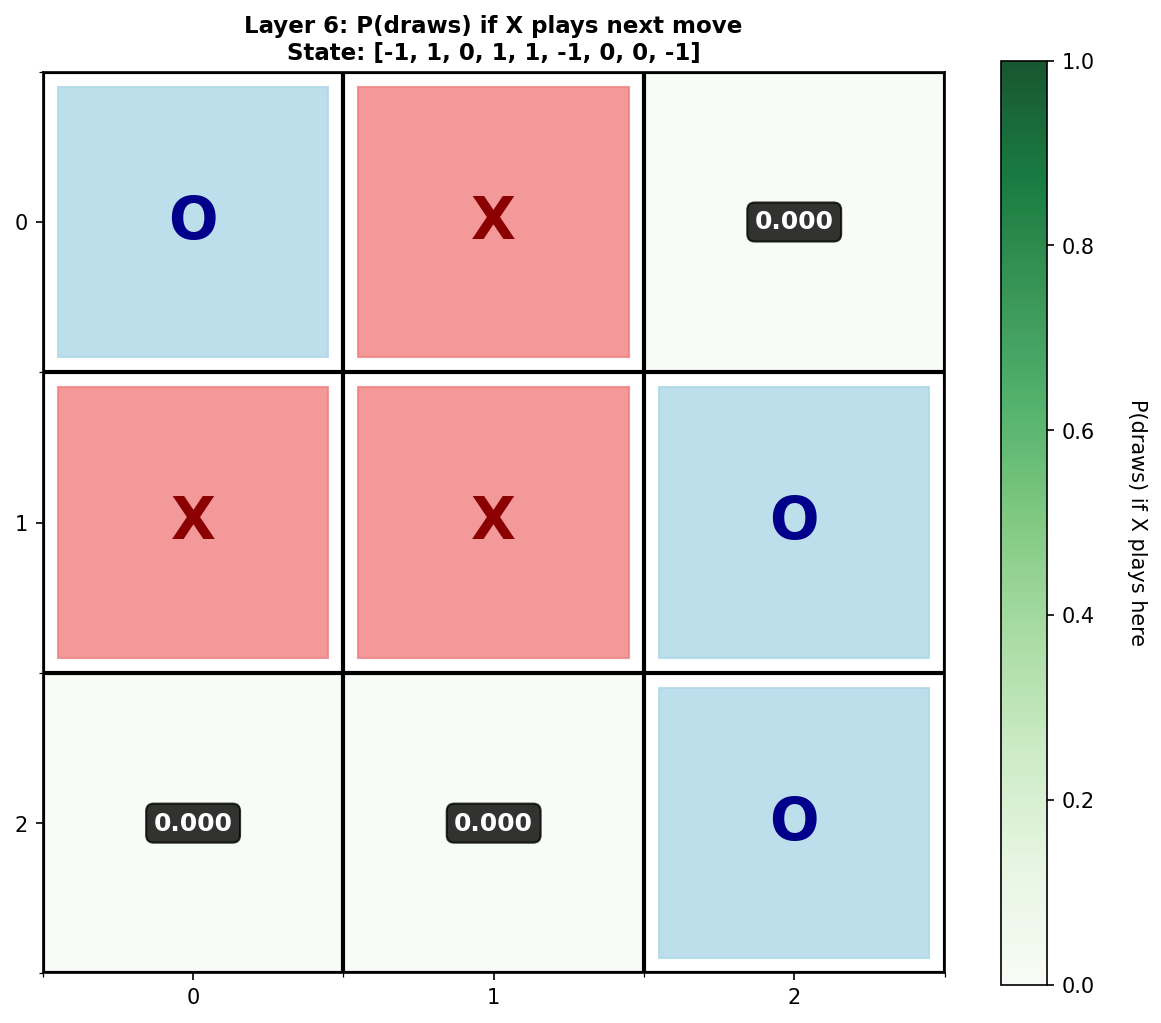 Layer 6: P(draws) if X plays next move
State: [-1, 1, 0, 1, 1, -1, 0, 0, -1]
0
O
X
0.000
1
X
X
O
2
0.000
0.000
O
0
1
2
1.0
0.8
0.6
0.4
0.2
0.0
P(draws) if X plays here